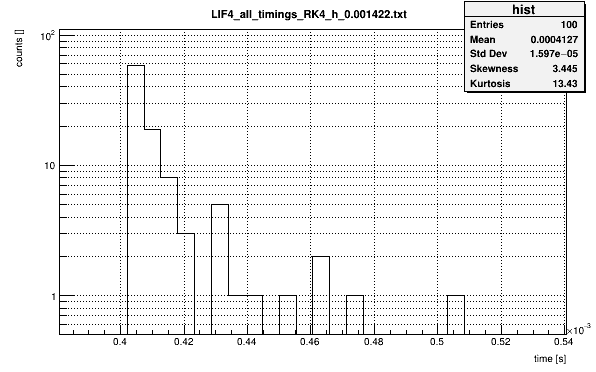 LIF4_all_timings_RK4_h_0.001422.txt
hist
Entries 100
Mean 0.0004127
Std Dev 1.597e−05
Skewness 3.445
Kurtosis 13.43
counts []
10²
10
1
0.4 0.42 0.44 0.46 0.48 0.5 0.52 0.54
×10⁻³
time [s]